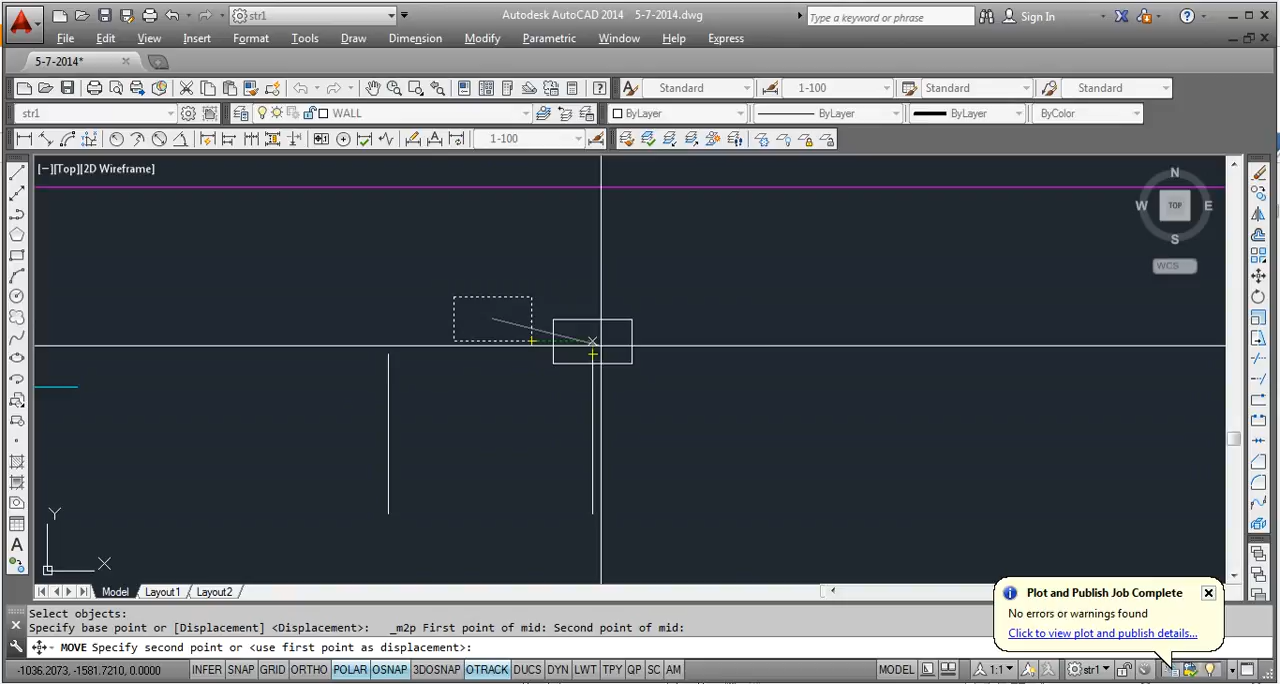 str1
Autodesk AutoCAD 2014 5-7-2014.dwg
Type a keyword or phrase
Sign In
File Edit View Insert Format Tools Draw Dimension Modify Parametric Window Help Express
5-7-2014*
Standard 1-100 Standard Standard
str1 WALL ByLayer ByLayer ByLayer ByColor
1-100
[−][Top][2D Wireframe]
N
W TOP E
S
WCS
Y
X
Model Layout1 Layout2
Plot and Publish Job Complete
No errors or warnings found
Click to view plot and publish details...
Select objects:
Specify base point or [Displacement] <Displacement>: _m2p First point of mid: Second point of mid:
MOVE Specify second point or <use first point as displacement>:
-1036.2073, -1581.7210, 0.0000 INFER SNAP GRID ORTHO POLAR OSNAP 3DOSNAP OTRACK DUCS DYN LWT TPY QP SC AM MODEL 1:1 str1